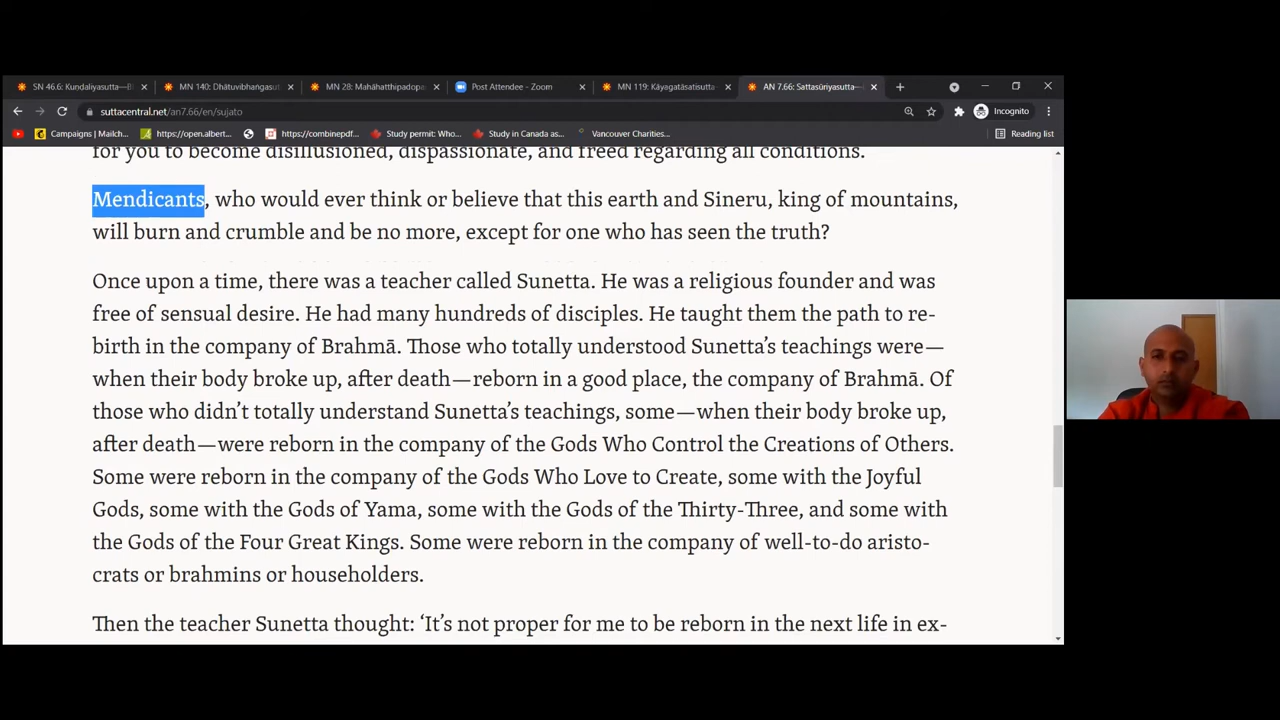 SN 46.6: Kuṇḍaliyasutta—B
MN 140: Dhātuvibhaṅgasut
MN 28: Mahāhatthipadopa
Post Attendee - Zoom
MN 119: Kāyagatāsatisutta
AN 7.66: Sattasūriyasutta—
suttacentral.net/an7.66/en/sujato
Incognito
Campaigns | Mailch...
https://open.albert...
https://combinepdf...
Study permit: Who...
Study in Canada as...
Vancouver Charities...
Reading list
for you to become disillusioned, dispassionate, and freed regarding all conditions.
Mendicants, who would ever think or believe that this earth and Sineru, king of mountains,
will burn and crumble and be no more, except for one who has seen the truth?
Once upon a time, there was a teacher called Sunetta. He was a religious founder and was
free of sensual desire. He had many hundreds of disciples. He taught them the path to re-
birth in the company of Brahmā. Those who totally understood Sunetta’s teachings were—
when their body broke up, after death—reborn in a good place, the company of Brahmā. Of
those who didn’t totally understand Sunetta’s teachings, some—when their body broke up,
after death—were reborn in the company of the Gods Who Control the Creations of Others.
Some were reborn in the company of the Gods Who Love to Create, some with the Joyful
Gods, some with the Gods of Yama, some with the Gods of the Thirty-Three, and some with
the Gods of the Four Great Kings. Some were reborn in the company of well-to-do aristo-
crats or brahmins or householders.
Then the teacher Sunetta thought: ‘It’s not proper for me to be reborn in the next life in ex-